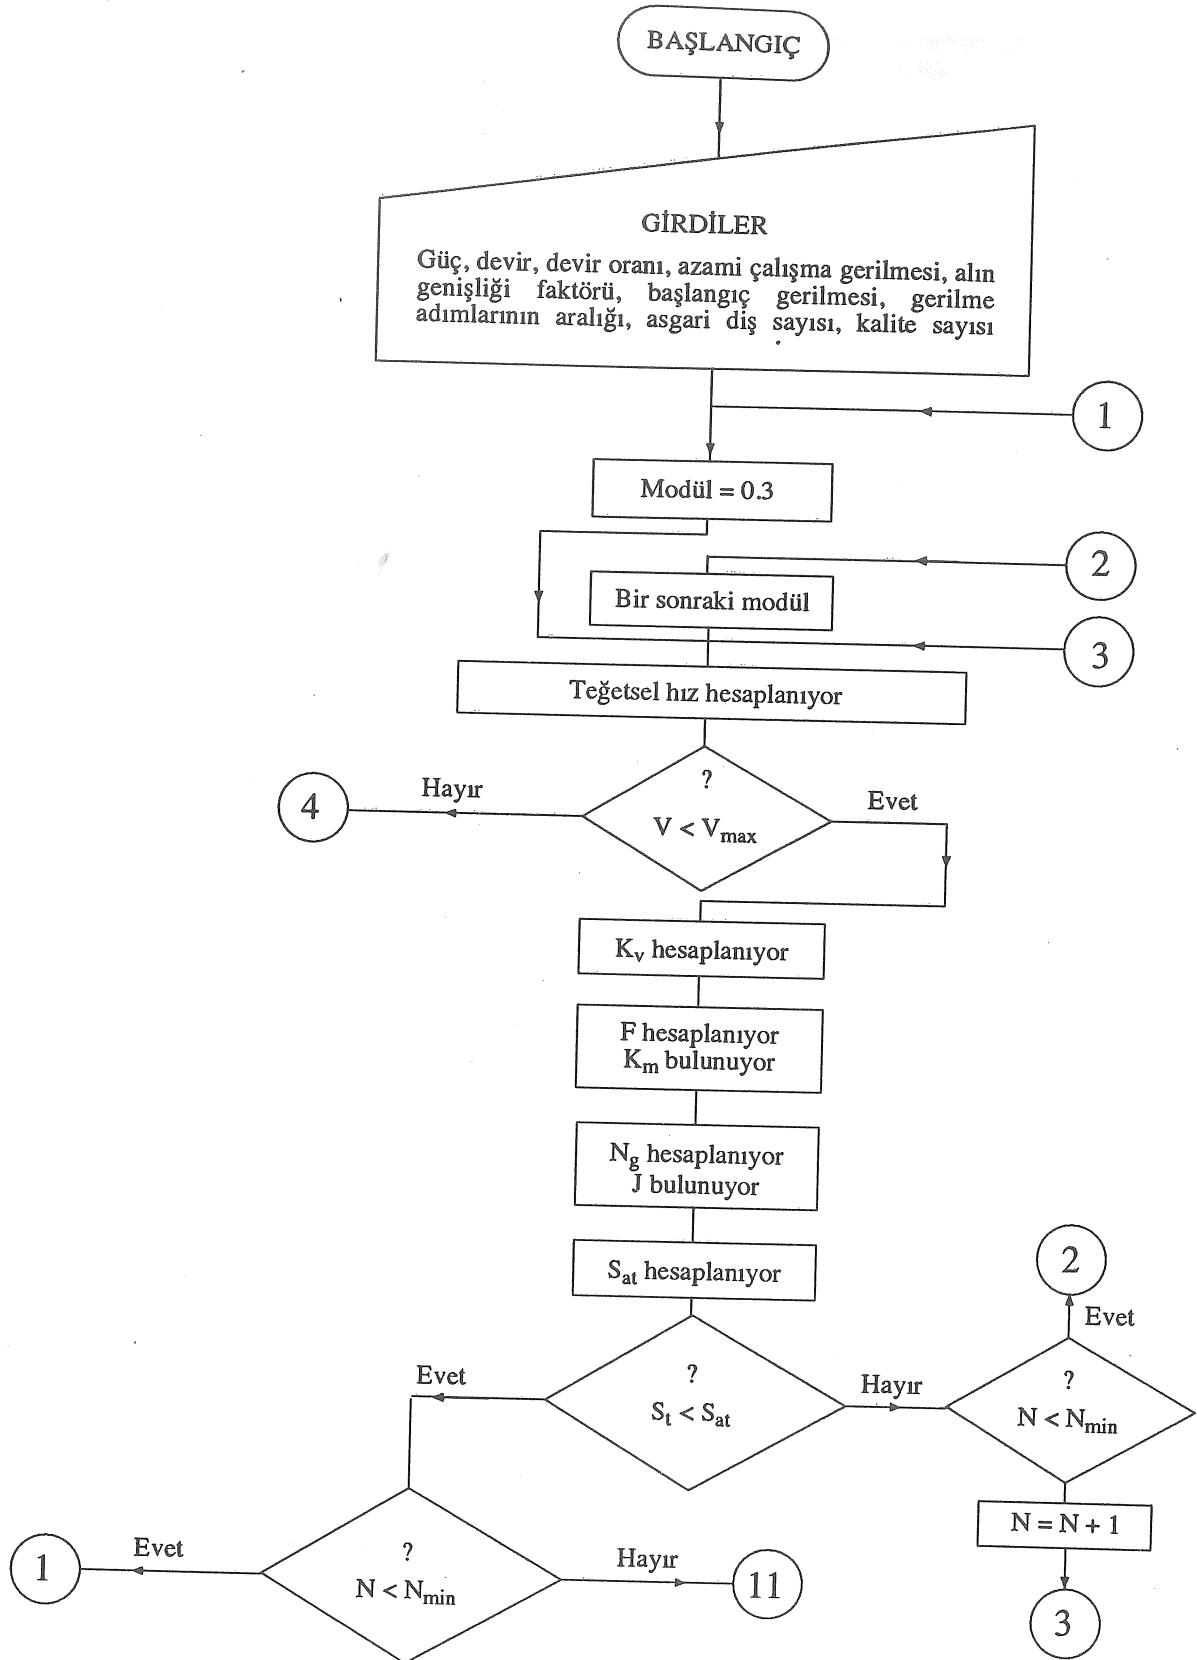 BAŞLANGIÇ
GİRDİLER
Güç, devir, devir oranı, azami çalışma gerilmesi, alın
genişliği faktörü, başlangıç gerilmesi, gerilme
adımlarının aralığı, asgari diş sayısı, kalite sayısı
1
Modül = 0.3
2
Bir sonraki modül
3
Teğetsel hız hesaplanıyor
?
V < Vmax
Hayır
4
Evet
Kv hesaplanıyor
F hesaplanıyor
Km bulunuyor
Ng hesaplanıyor
J bulunuyor
Sat hesaplanıyor
2
Evet
?
St < Sat
Evet
Hayır
?
N < Nmin
N = N + 1
3
?
N < Nmin
Evet
1
Hayır
11